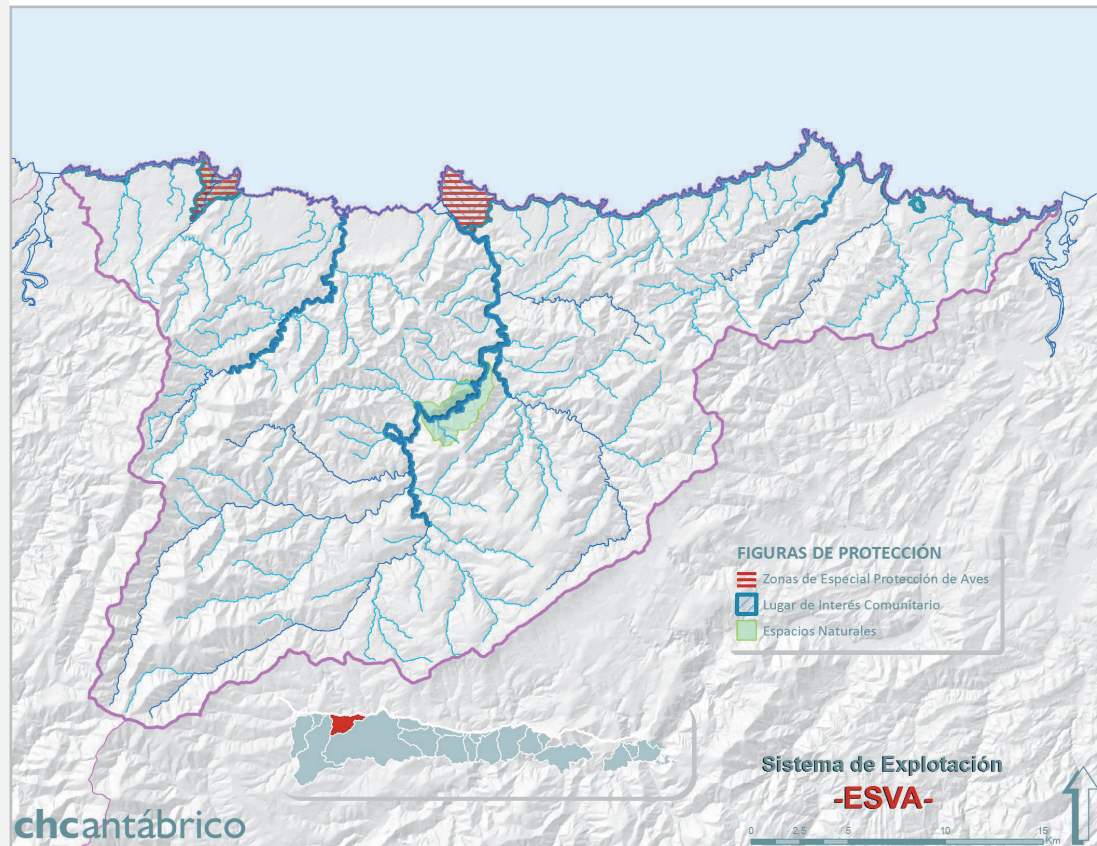 FIGURAS DE PROTECCIÓN
Zonas de Especial Protección de Aves
Lugar de Interés Comunitario
Espacios Naturales
Sistema de Explotación
-ESVA-
chcantábrico
0 2,5 5 10 15
Km